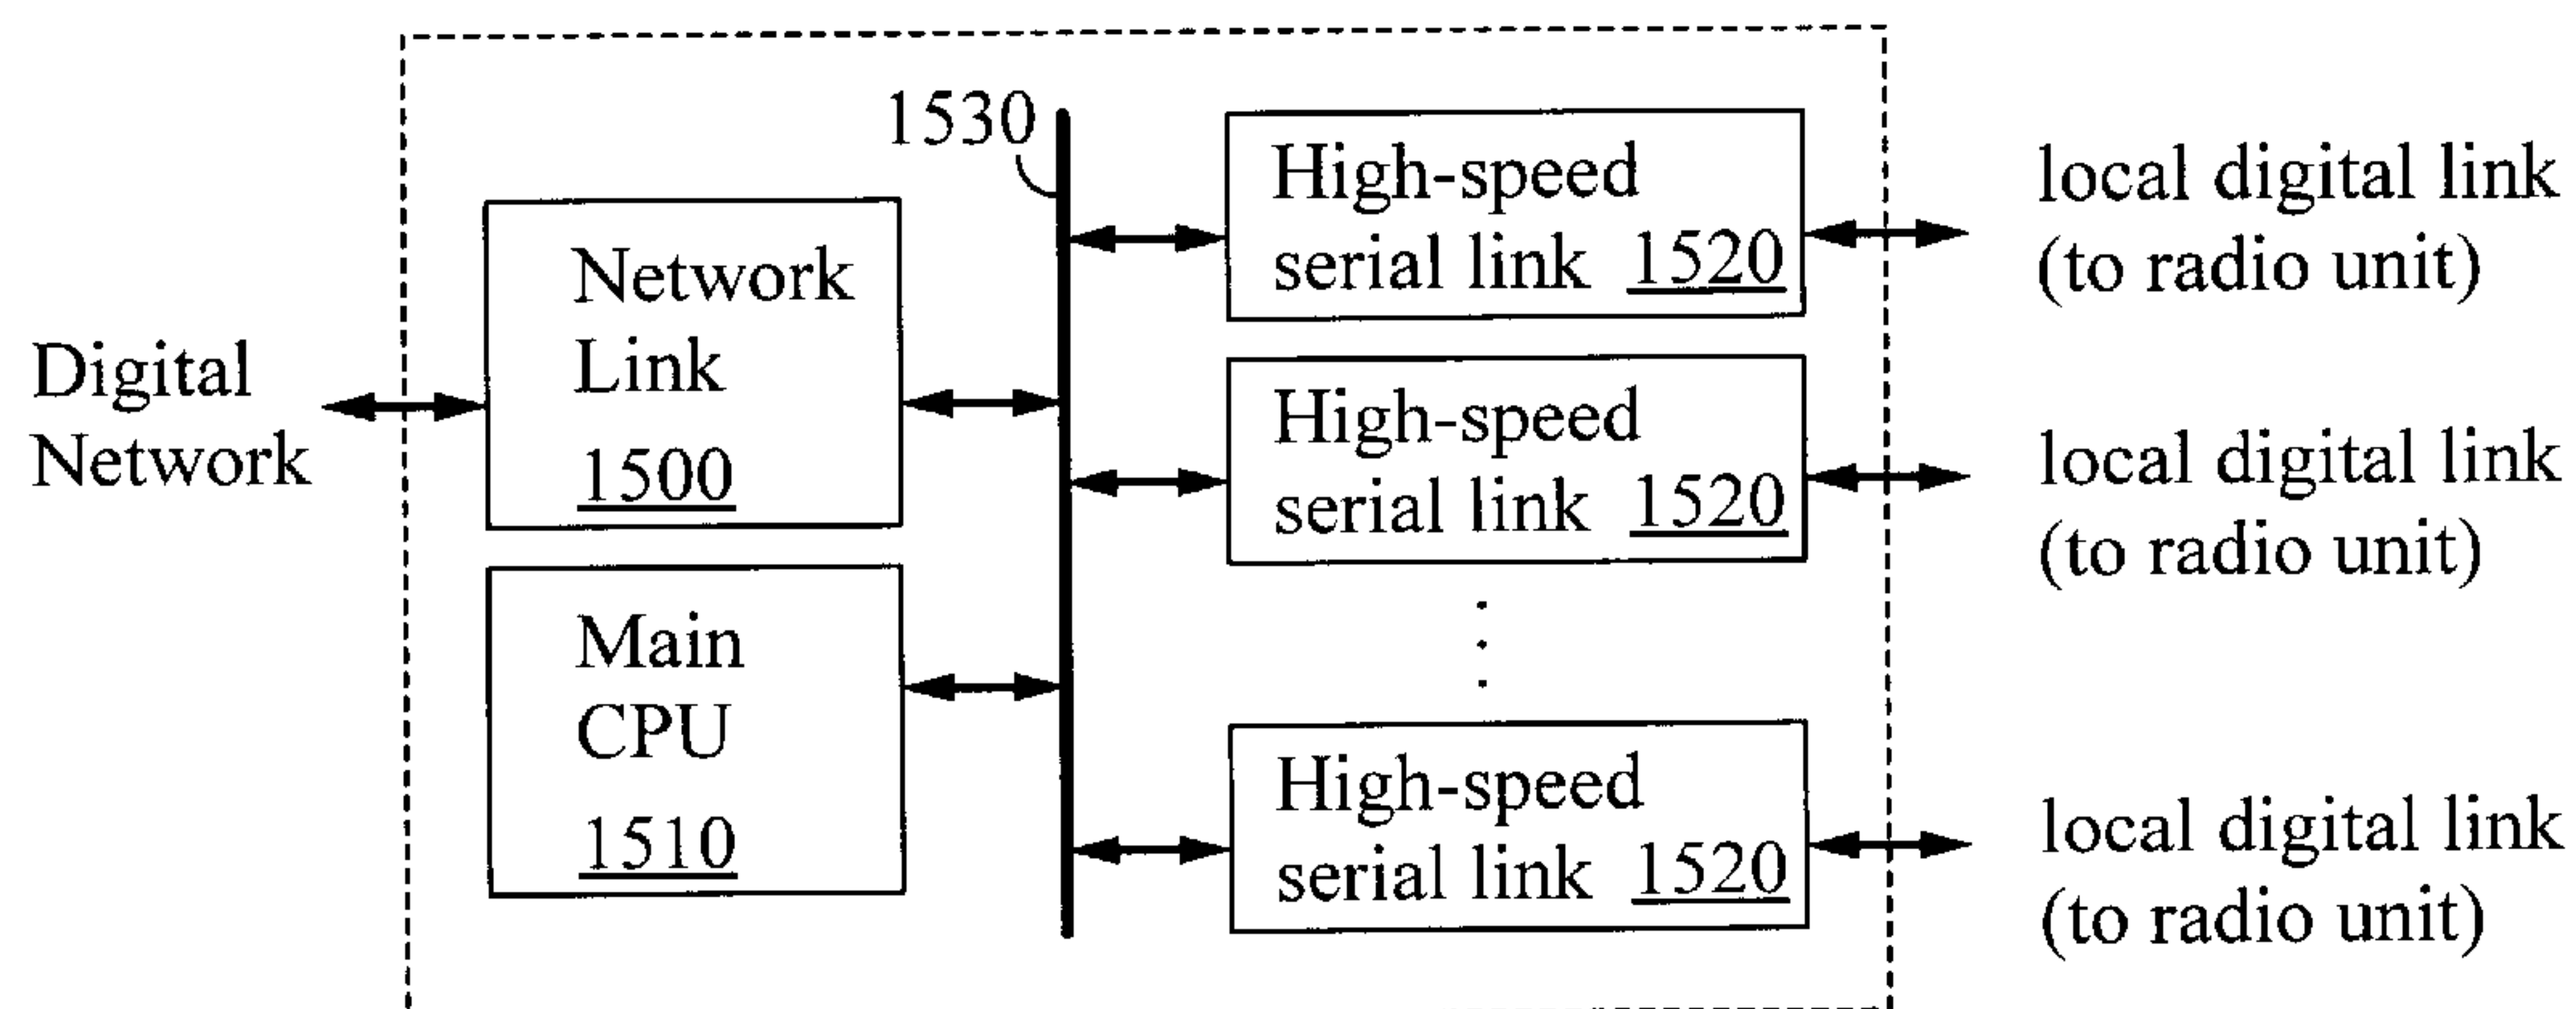 Digital
Network
Network
Link
1500
Main
CPU
1510
1530
High-speed
serial link 1520
High-speed
serial link 1520
High-speed
serial link 1520
local digital link
(to radio unit)
local digital link
(to radio unit)
local digital link
(to radio unit)